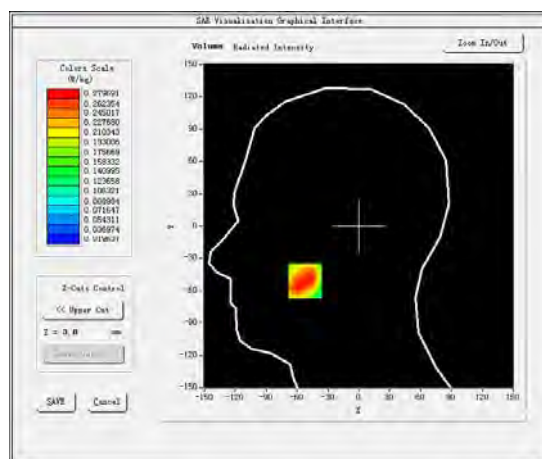 SAR Visualisation Graphical Interface
Volume Radiated Intensity
Zoom In/Out
Colors Scale
(W/kg)
0.279691
0.262354
0.245017
0.227680
0.210343
0.193006
0.175669
0.158332
0.140995
0.123658
0.106321
0.088984
0.071647
0.054311
0.036974
0.019637
150
120
90
60
30
0
-30
-60
-90
-120
-150
Y
-150 -120 -90 -60 -30 0 30 60 90 120 150
X
Z-Cuts Control
<< Upper Cut
Z = 3.0 mm
SAVE Cancel